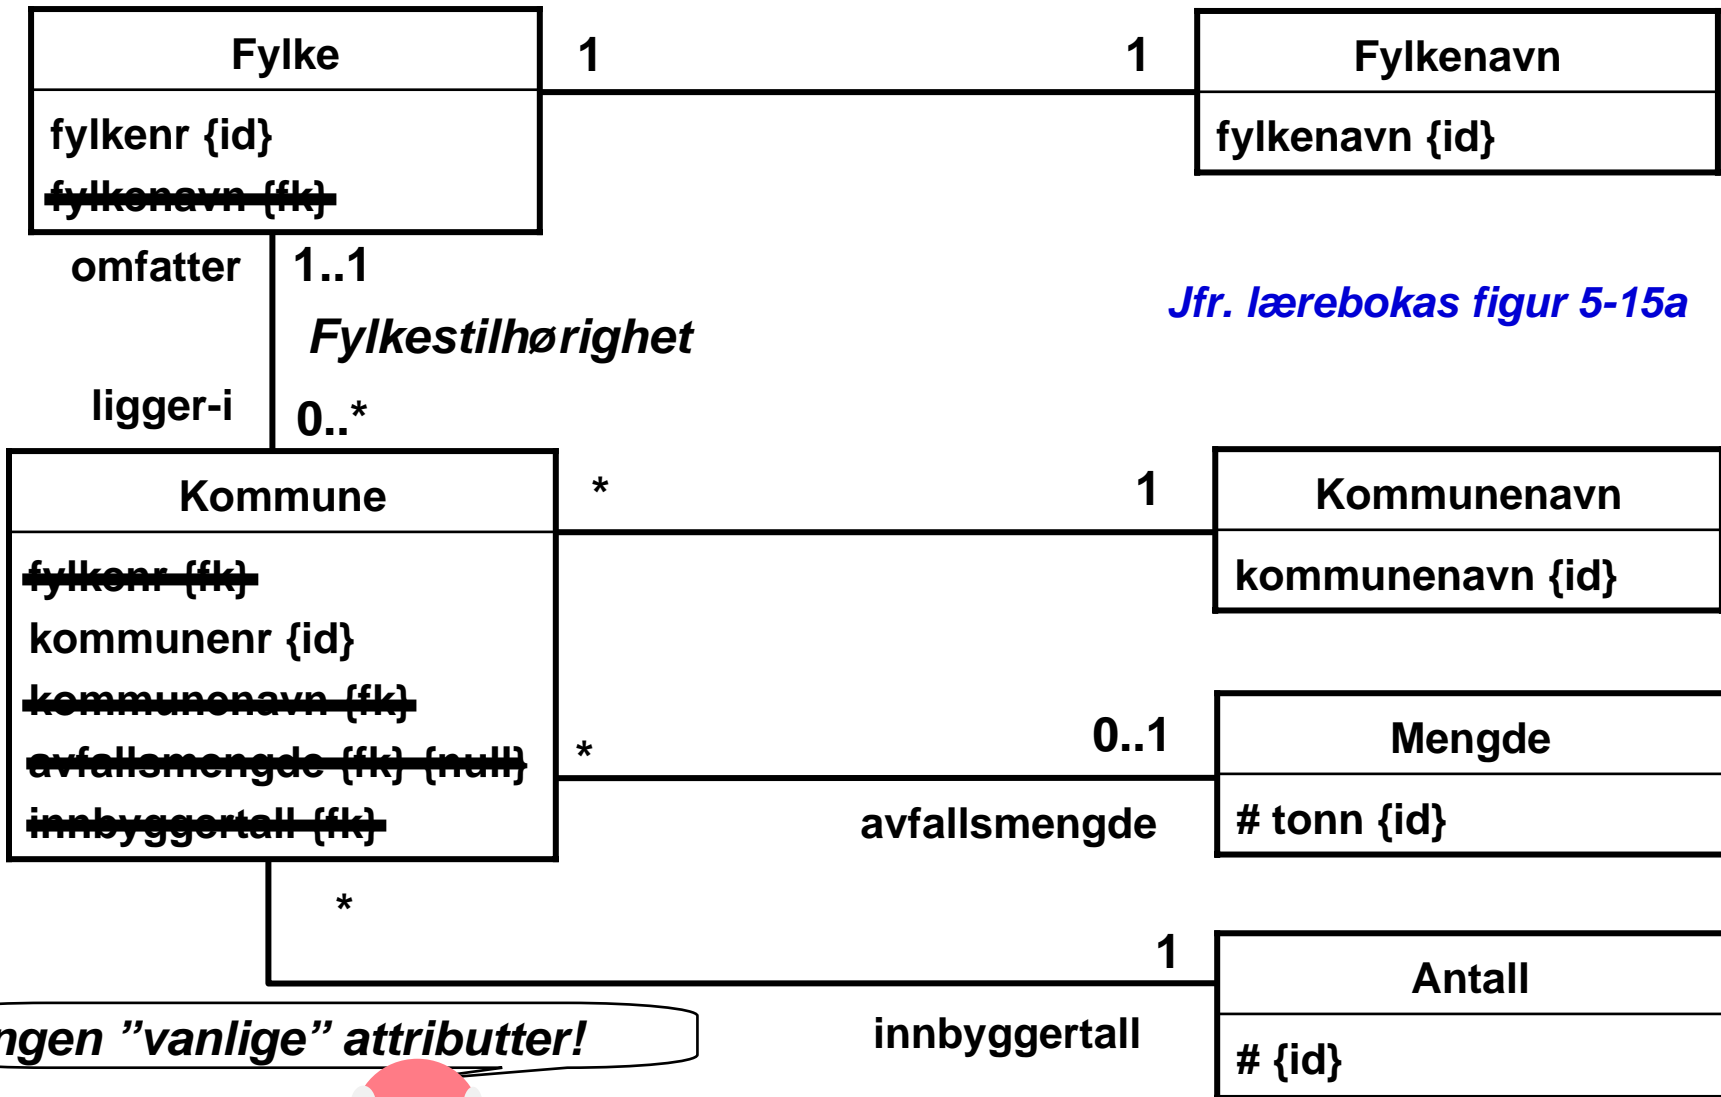 Fylke
1
1
Fylkenavn
fylkenr {id}
fylkenavn {fk}
fylkenavn {id}
omfatter
1..1
Jfr. lærebokas figur 5-15a
Fylkestilhørighet
ligger-i
0..*
Kommune
*
1
Kommunenavn
fylkenr {fk}
kommunenavn {id}
kommunenr {id}
kommunenavn {fk}
avfallsmengde {fk} {null}
*
0..1
Mengde
innbyggertall {fk}
avfallsmengde
# tonn {id}
*
1
Antall
ngen ”vanlige” attributter!
innbyggertall
# {id}